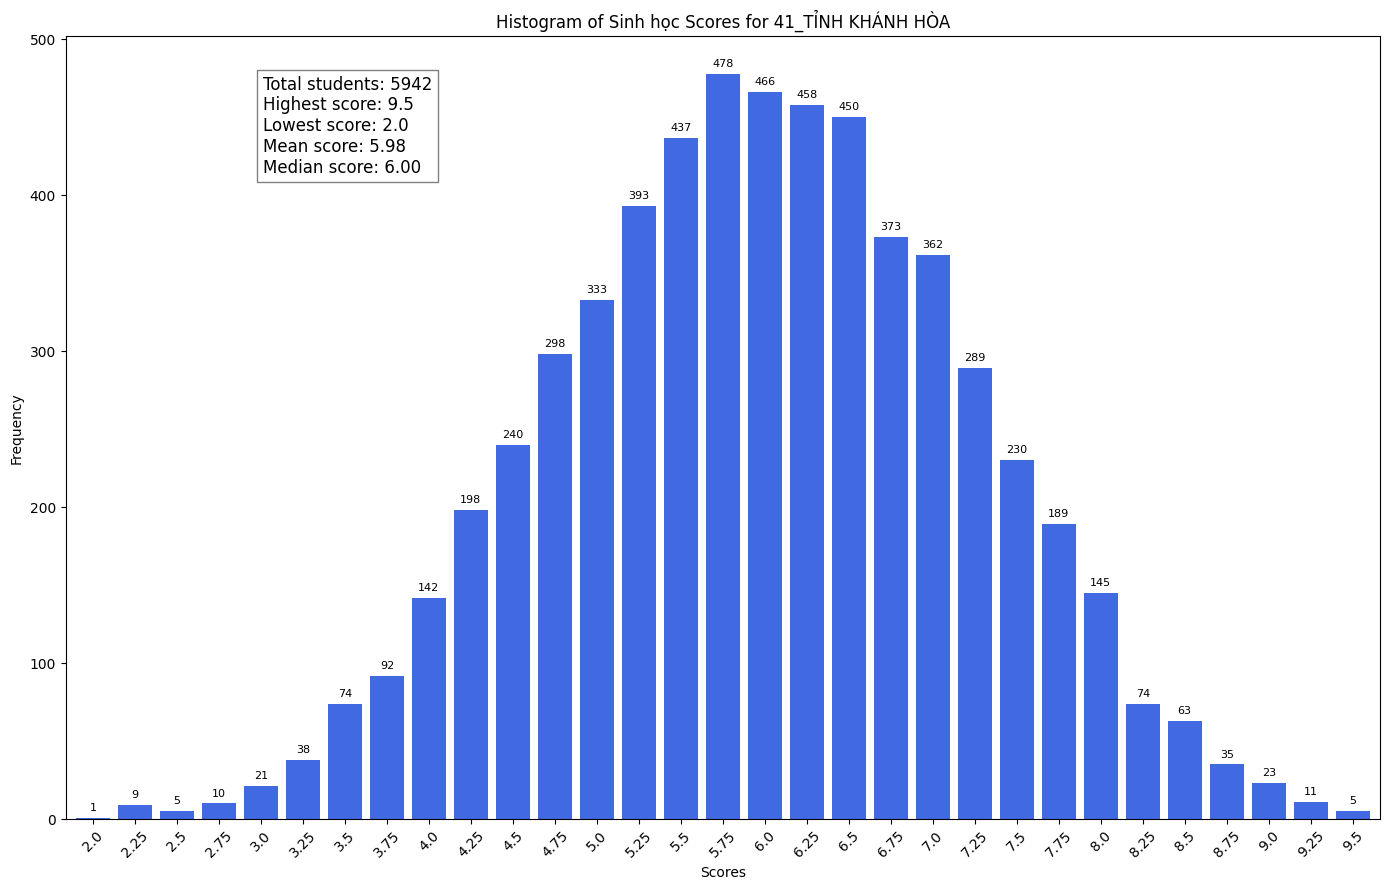 Histogram of Sinh học Scores for 41_TỈNH KHÁNH HÒA
Total students: 5942
Highest score: 9.5
Lowest score: 2.0
Mean score: 5.98
Median score: 6.00
Frequency
500
400
300
200
100
0
1 9 5 10 21 38 74 92 142 198 240 298 333 393 437 478 466 458 450 373 362 289 230 189 145 74 63 35 23 11 5
2.0 2.25 2.5 2.75 3.0 3.25 3.5 3.75 4.0 4.25 4.5 4.75 5.0 5.25 5.5 5.75 6.0 6.25 6.5 6.75 7.0 7.25 7.5 7.75 8.0 8.25 8.5 8.75 9.0 9.25 9.5
Scores